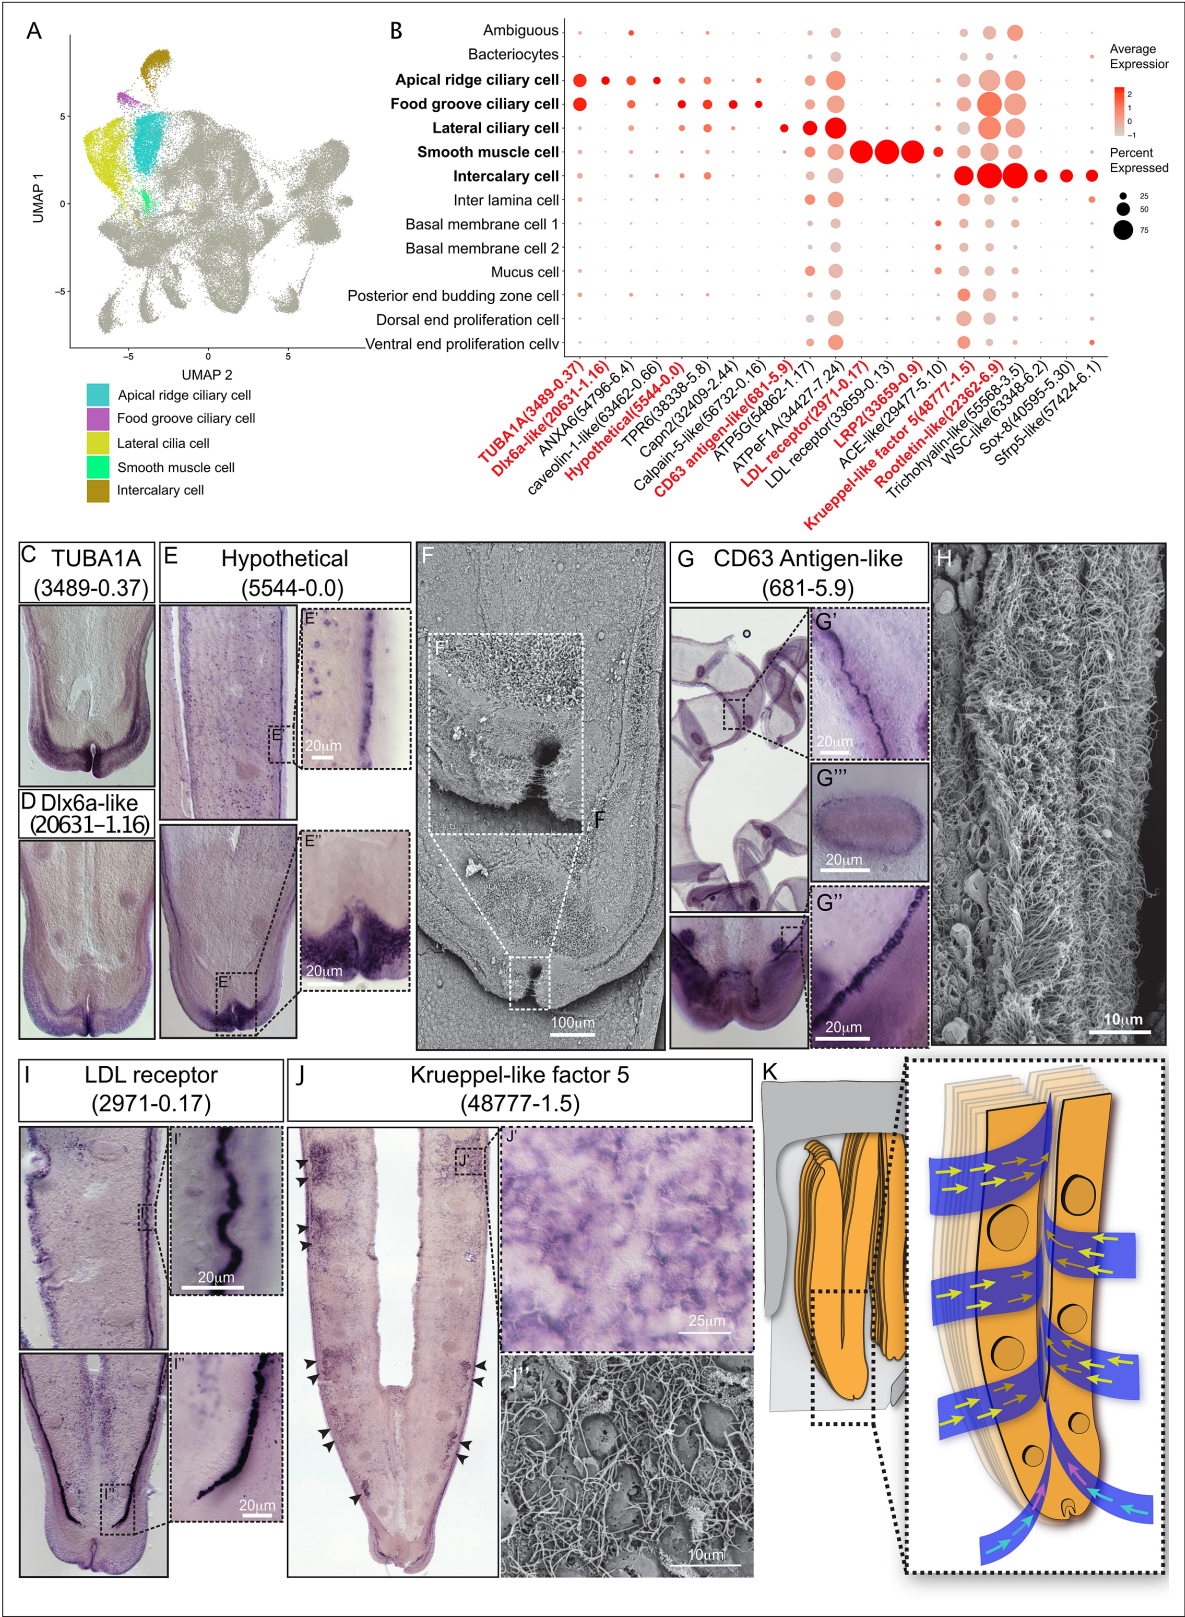 A
UMAP 1
5
0
−5
−5
0
5
UMAP 2
Apical ridge ciliary cell
Food groove ciliary cell
Lateral cilia cell
Smooth muscle cell
Intercalary cell
B
Ambiguous
Bacteriocytes
Apical ridge ciliary cell
Food groove ciliary cell
Lateral ciliary cell
Smooth muscle cell
Intercalary cell
Inter lamina cell
Basal membrane cell 1
Basal membrane cell 2
Mucus cell
Posterior end budding zone cell
Dorsal end proliferation cell
Ventral end proliferation cellv
TUBA1A(3489-0.37)
Dlx6a-like(20631-1.16)
ANXA6(54796-6.4)
caveolin-1-like(63462-0.66)
Hypothetical(5544-0.0)
TPR6(38338-5.8)
Capn2(32409-2.44)
Calpain-5-like(56732-0.16)
CD63 antigen-like(681-5.9)
ATP5G(54862-1.17)
ATPeF1A(34427-7.24)
LDL receptor(2971-0.17)
LDL receptor(33659-0.13)
LRP2(33659-0.9)
ACE-like(29477-5.10)
Krueppel-like factor 5(48777-1.5)
Rootletin-like(22362-6.9)
Trichohyalin-like(55568-3.5)
WSC-like(63348-6.2)
Sox-8(40595-5.30)
Sfrp5-like(57424-6.1)
Average
Expressior
2
1
0
−1
Percent
Expressed
25
50
75
C TUBA1A
(3489-0.37)
D Dlx6a-like
(20631–1.16)
E Hypothetical
(5544-0.0)
E'
E'
20μm
E''
E'
20μm
F
F'
F'
100μm
G CD63 Antigen-like
(681-5.9)
G'
20μm
G'''
20μm
G''
20μm
H
10μm
I LDL receptor
(2971-0.17)
I'
I'
20μm
I''
I''
20μm
J Krueppel-like factor 5
(48777-1.5)
J'
J'
25μm
J''
10μm
K